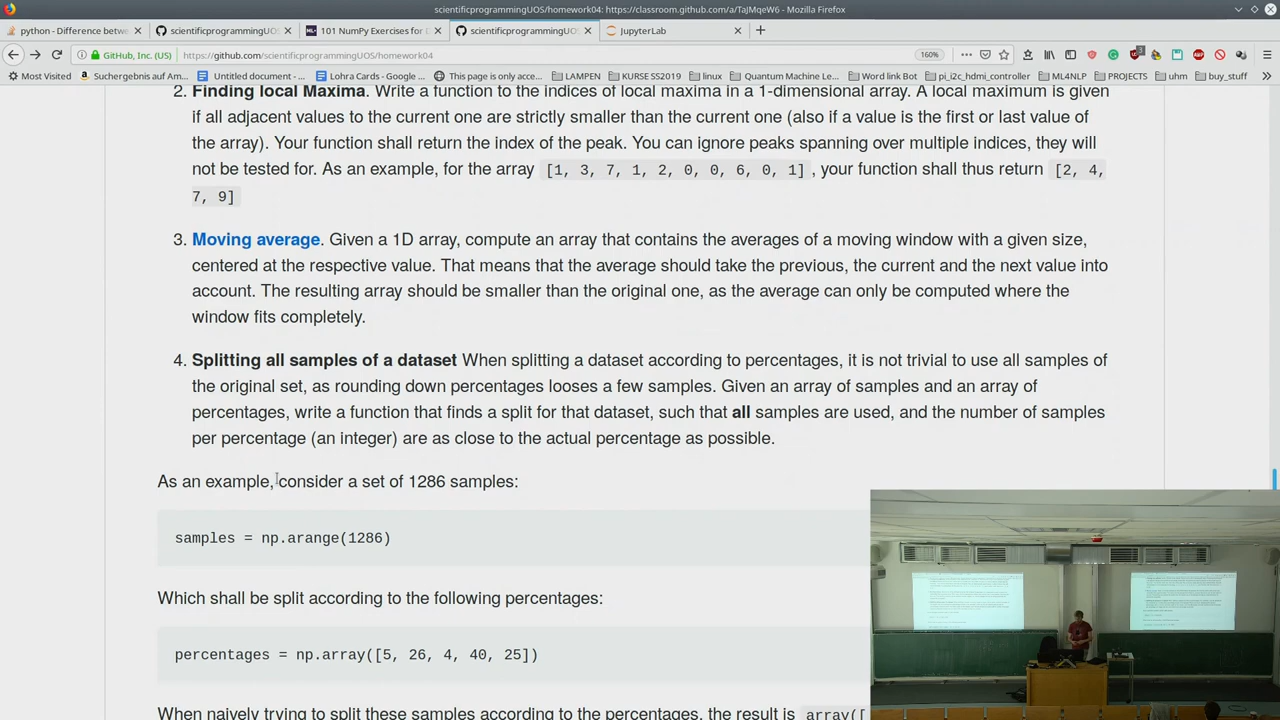 scientificprogrammingUOS/homework04: https://classroom.github.com/a/TaJMqeW6 - Mozilla Firefox
python - Difference betwe
scientificprogrammingUOS/
101 NumPy Exercises for D
scientificprogrammingUOS/h
JupyterLab
GitHub, Inc. (US)
https://github.com/scientificprogrammingUOS/homework04
160%
Most Visited
Suchergebnis auf Am...
Untitled document - ...
Lohra Cards - Google ...
This page is only acce...
LAMPEN
KURSE SS2019
linux
Quantum Machine Le...
Word link Bot
pi_i2c_hdmi_controller
ML4NLP
PROJECTS
uhm
buy_stuff
2. Finding local Maxima. Write a function to the indices of local maxima in a 1-dimensional array. A local maximum is given
if all adjacent values to the current one are strictly smaller than the current one (also if a value is the first or last value of
the array). Your function shall return the index of the peak. You can ignore peaks spanning over multiple indices, they will
not be tested for. As an example, for the array [1, 3, 7, 1, 2, 0, 0, 6, 0, 1] , your function shall thus return [2, 4,
7, 9]
3. Moving average. Given a 1D array, compute an array that contains the averages of a moving window with a given size,
centered at the respective value. That means that the average should take the previous, the current and the next value into
account. The resulting array should be smaller than the original one, as the average can only be computed where the
window fits completely.
4. Splitting all samples of a dataset When splitting a dataset according to percentages, it is not trivial to use all samples of
the original set, as rounding down percentages looses a few samples. Given an array of samples and an array of
percentages, write a function that finds a split for that dataset, such that all samples are used, and the number of samples
per percentage (an integer) are as close to the actual percentage as possible.
As an example, consider a set of 1286 samples:
samples = np.arange(1286)
Which shall be split according to the following percentages:
percentages = np.array([5, 26, 4, 40, 25])
When naively trying to split these samples according to the percentages, the result is array([